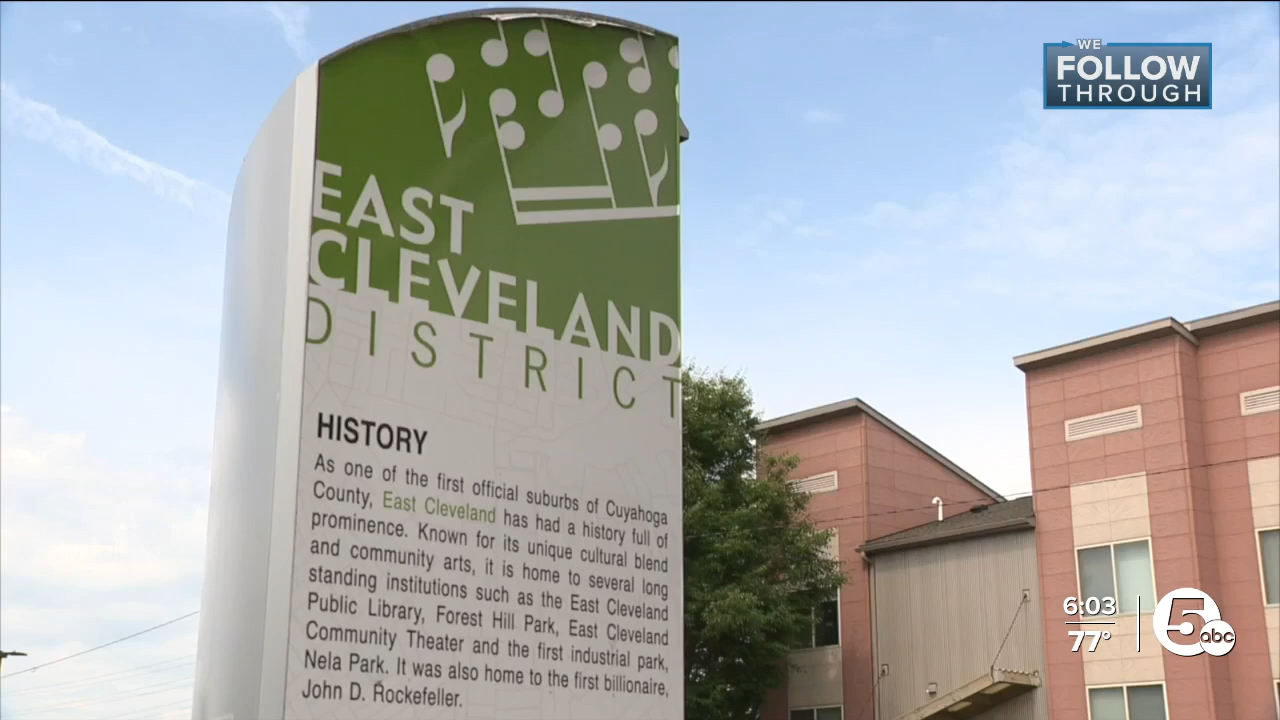 WE
FOLLOW
THROUGH
EAST
CLEVELAND
DISTRICT
HISTORY
As one of the first official suburbs of Cuyahoga
County, East Cleveland has had a history full of
prominence. Known for its unique cultural blend
and community arts, it is home to several long
standing institutions such as the East Cleveland
Public Library, Forest Hill Park, East Cleveland
Community Theater and the first industrial park,
Nela Park. It was also home to the first billionaire,
John D. Rockefeller.
6:03
77°
5
abc